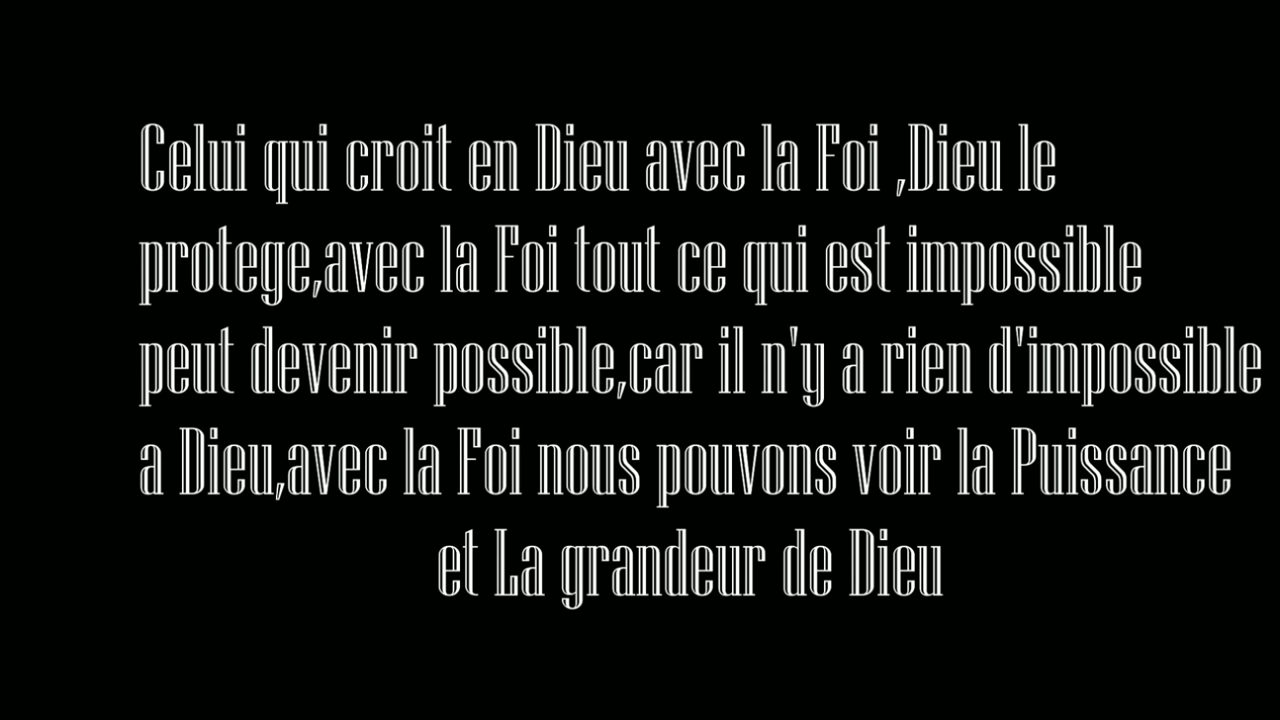 Celui qui croit en Dieu avec la Foi ,Dieu le
protege,avec la Foi tout ce qui est impossible
peut devenir possible,car il n'y a rien d'impossible
a Dieu,avec la Foi nous pouvons voir la Puissance
et La grandeur de Dieu